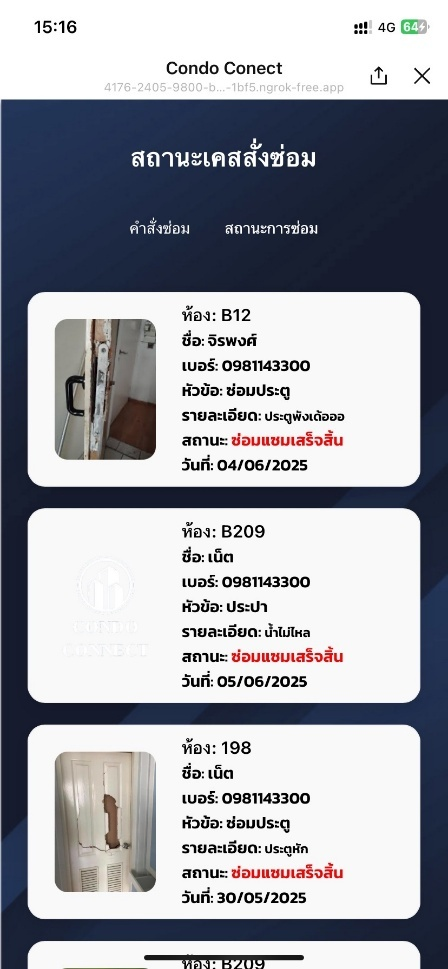 15:16
4G 64
Condo Conect
4176-2405-9800-b...-1bf5.ngrok-free.app
สถานะเคสสั่งซ่อม
คำสั่งซ่อม สถานะการซ่อม
ห้อง: B12
ชื่อ: จิรพงศ์
เบอร์: 0981143300
หัวข้อ: ซ่อมประตู
รายละเอียด: ประตูพังเด้อออ
สถานะ: ซ่อมแซมเสร็จสิ้น
วันที่: 04/06/2025
CONDO
CONNECT
ห้อง: B209
ชื่อ: เน็ต
เบอร์: 0981143300
หัวข้อ: ประปา
รายละเอียด: น้ำไม่ไหล
สถานะ: ซ่อมแซมเสร็จสิ้น
วันที่: 05/06/2025
ห้อง: 198
ชื่อ: เน็ต
เบอร์: 0981143300
หัวข้อ: ซ่อมประตู
รายละเอียด: ประตูหัก
สถานะ: ซ่อมแซมเสร็จสิ้น
วันที่: 30/05/2025
ห้อง: B209